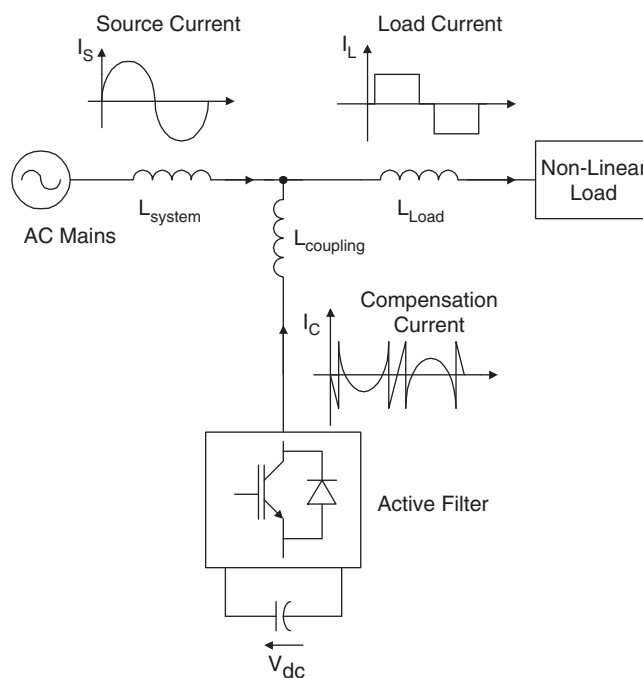 Source Current
Load Current
I_S
I_L
Non-Linear
Load
L_system
L_Load
AC Mains
L_coupling
Compensation
Current
I_C
Active Filter
V_dc